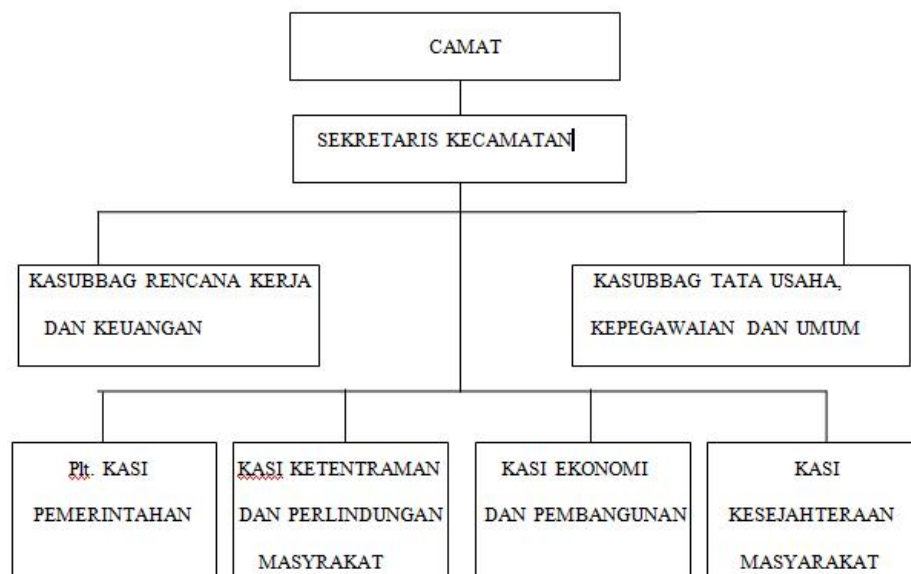 CAMAT
SEKRETARIS KECAMATAN
KASUBBAG RENCANA KERJA
DAN KEUANGAN
KASUBBAG TATA USAHA,
KEPEGAWAIAN DAN UMUM
Plt. KASI
PEMERINTAHAN
KASI KETENTRAMAN
DAN PERLINDUNGAN
MASYRAKAT
KASI EKONOMI
DAN PEMBANGUNAN
KASI
KESEJAHTERAAN
MASYARAKAT